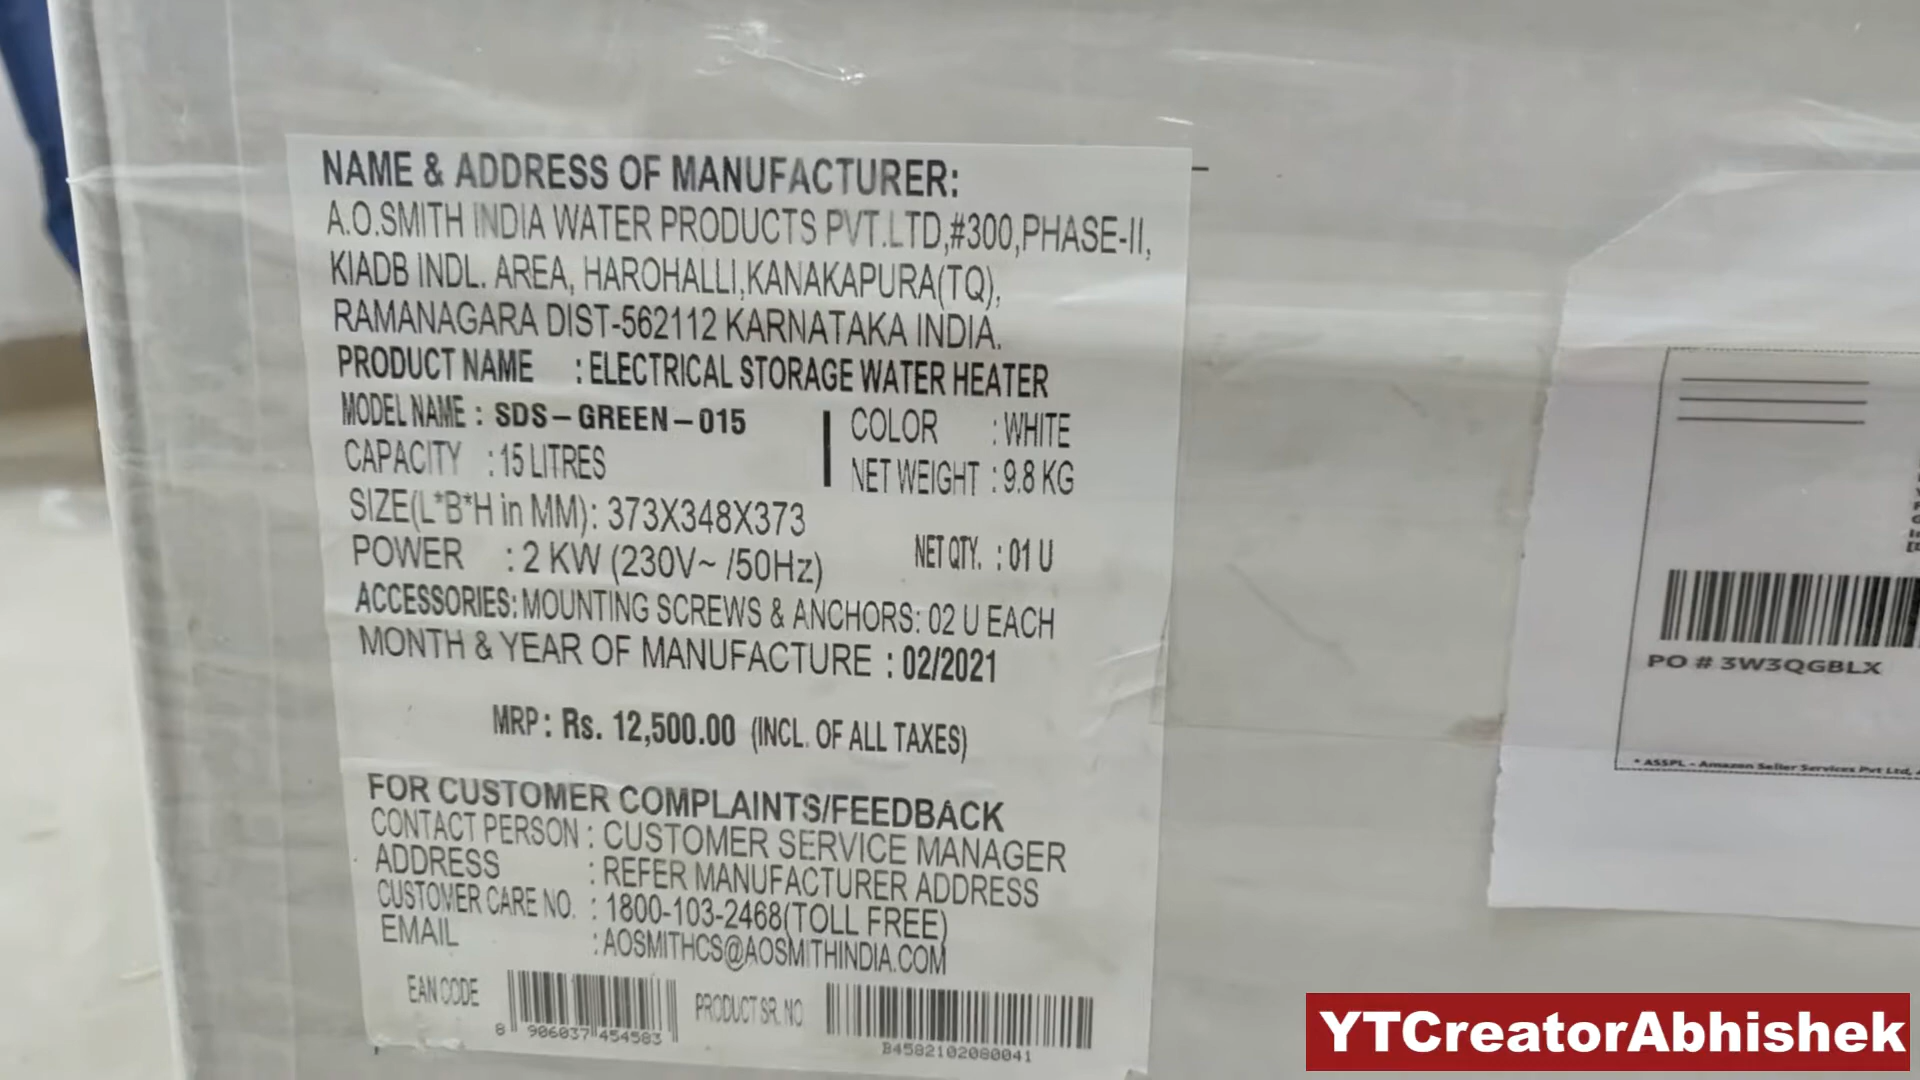 NAME & ADDRESS OF MANUFACTURER:
A.O.SMITH INDIA WATER PRODUCTS PVT.LTD,#300,PHASE-II,
KIADB INDL. AREA, HAROHALLI,KANAKAPURA(TQ),
RAMANAGARA DIST-562112 KARNATAKA INDIA.
PRODUCT NAME : ELECTRICAL STORAGE WATER HEATER
MODEL NAME : SDS-GREEN-015
COLOR : WHITE
CAPACITY : 15 LITRES
NET WEIGHT : 9.8 KG
SIZE(L*B*H in MM): 373X348X373
POWER : 2 KW (230V~ /50Hz)
NET QTY. : 01 U
ACCESSORIES: MOUNTING SCREWS & ANCHORS: 02 U EACH
MONTH & YEAR OF MANUFACTURE : 02/2021
MRP: Rs. 12,500.00 (INCL. OF ALL TAXES)
FOR CUSTOMER COMPLAINTS/FEEDBACK
CONTACT PERSON : CUSTOMER SERVICE MANAGER
ADDRESS : REFER MANUFACTURER ADDRESS
CUSTOMER CARE NO. : 1800-103-2468(TOLL FREE)
EMAIL : AOSMITHCS@AOSMITHINDIA.COM
EAN CODE
8 906037 454583
PRODUCT SR. NO
B4582102080041
PO # 3W3QGBLX
* ASSPL - Amazon Seller Services Pvt Ltd,
YTCreatorAbhishek